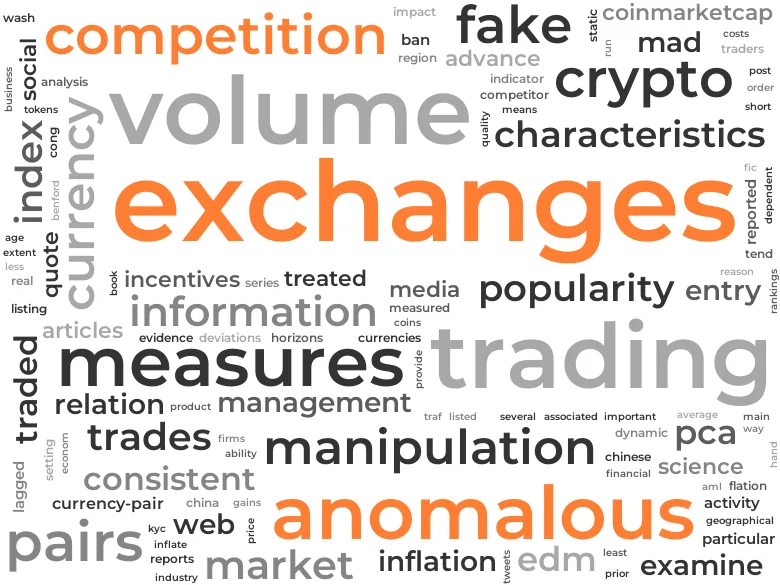 wash
competition
impact
ban
region
advance
fake
static
run
coinmarketcap
mad
costs
traders
business
social
analysis
tokens
volume
indicator
competitor
means
quality
crypto
post
order
short
characteristics
index
cong
benford
currency
exchanges
fic
reported
dependent
tend
age
extent
less
real
quote
listing
book
incentives
series
treated
information
media
measured
coins
popularity
entry
reason
rankings
articles
evidence
deviations
horizons
currencies
traded
measures
provide
trading
relation
product
management
traf
listed
several
associated
important
average
main
way
trades
firms
ability
manipulation
dynamic
pca
chinese
financial
science
hand
lagged
setting
econom
consistent
currency-pair
china
gains
anomalous
aml
flation
activity
geographical
particular
pairs
kyc
web
price
inflate
reports
industry
market
inflation
tweets
edm
least
prior
examine